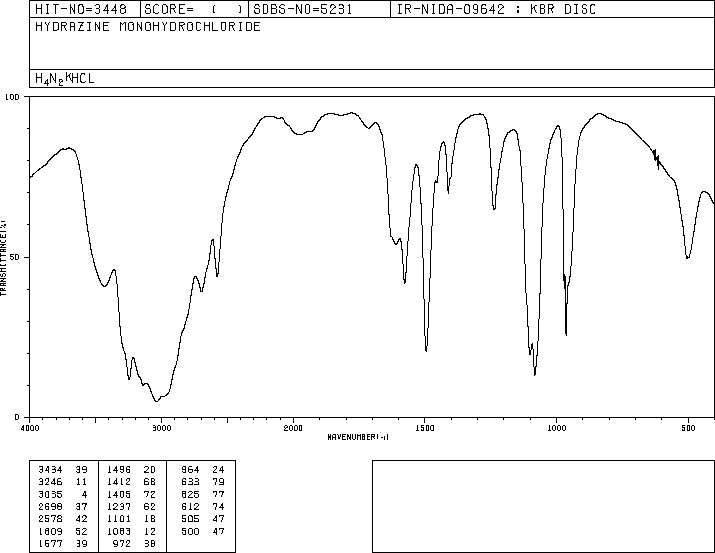 HIT-NO=3448 SCORE= ( ) SDBS-NO=5231 IR-NIDA-09642 : KBR DISC
HYDRAZINE MONOHYDROCHLORIDE
H4N2KHCL
100
50
0
TRANSMITTANCE(%)
4000 3000 2000 1500 1000 500
WAVENUMBER(-1)
3434 39 1496 20 964 24
3246 11 1412 68 633 79
3035 4 1405 72 625 77
2698 37 1237 62 612 74
2578 42 1101 18 505 47
1609 52 1083 12 500 47
1577 39 972 38